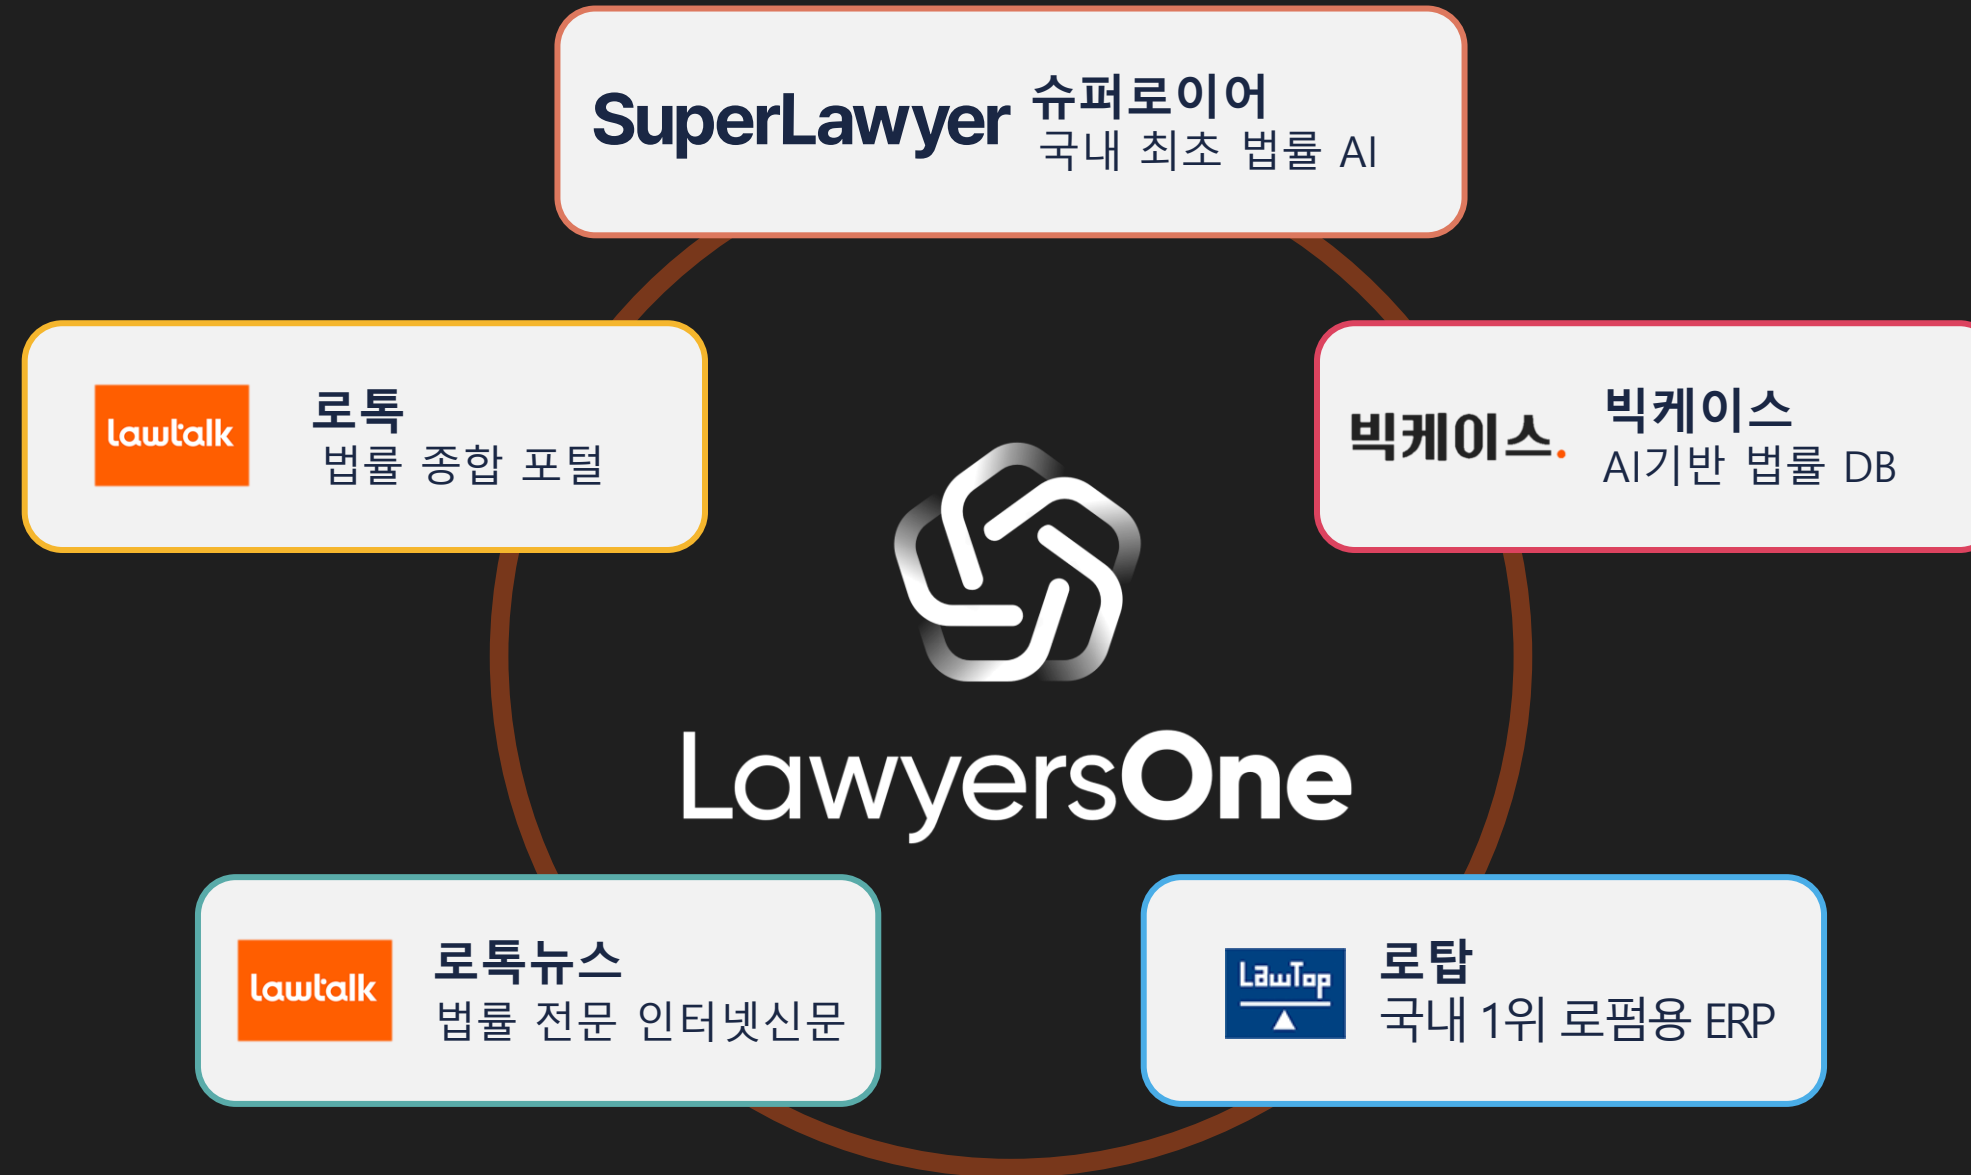 SuperLawyer
슈퍼로이어
국내 최초 법률 AI
lawtalk
로톡
법률 종합 포털
빅케이스.
빅케이스
AI기반 법률 DB
LawyersOne
lawtalk
로톡뉴스
법률 전문 인터넷신문
LawTop
로탑
국내 1위 로펌용 ERP